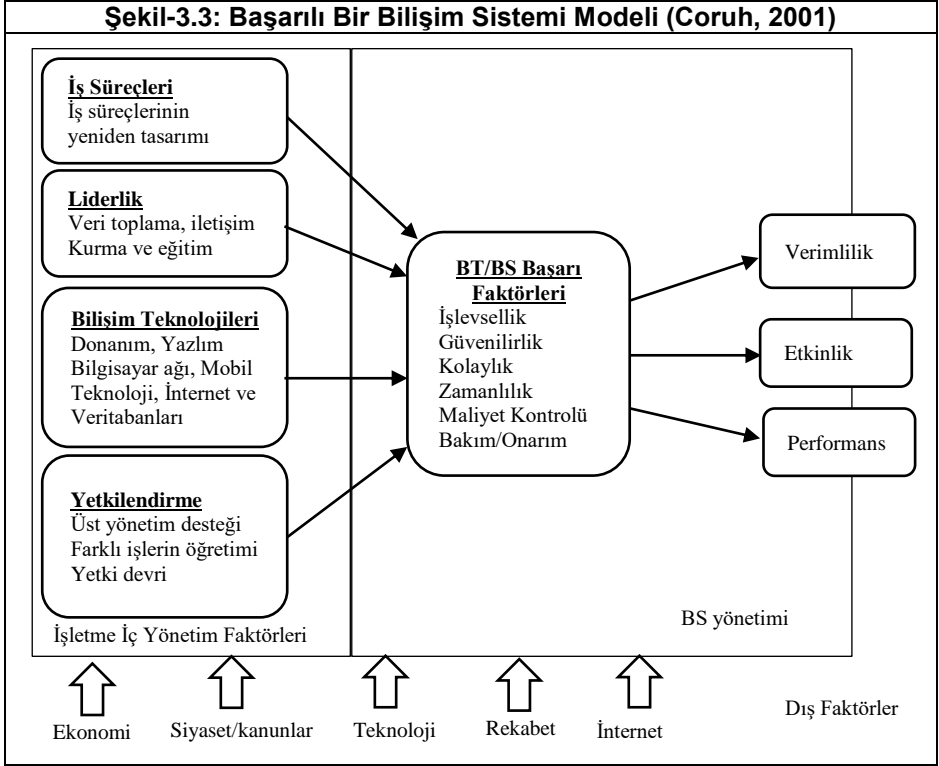 Şekil-3.3: Başarılı Bir Bilişim Sistemi Modeli (Coruh, 2001)
İş Süreçleri
İş süreçlerinin
yeniden tasarımı
Liderlik
Veri toplama, iletişim
Kurma ve eğitim
Bilişim Teknolojileri
Donanım, Yazlım
Bilgisayar ağı, Mobil
Teknoloji, İnternet ve
Veritabanları
Yetkilendirme
Üst yönetim desteği
Farklı işlerin öğretimi
Yetki devri
İşletme İç Yönetim Faktörleri
BT/BS Başarı
Faktörleri
İşlevsellik
Güvenilirlik
Kolaylık
Zamanlılık
Maliyet Kontrolü
Bakım/Onarım
Verimlilik
Etkinlik
Performans
BS yönetimi
Ekonomi
Siyaset/kanunlar
Teknoloji
Rekabet
İnternet
Dış Faktörler